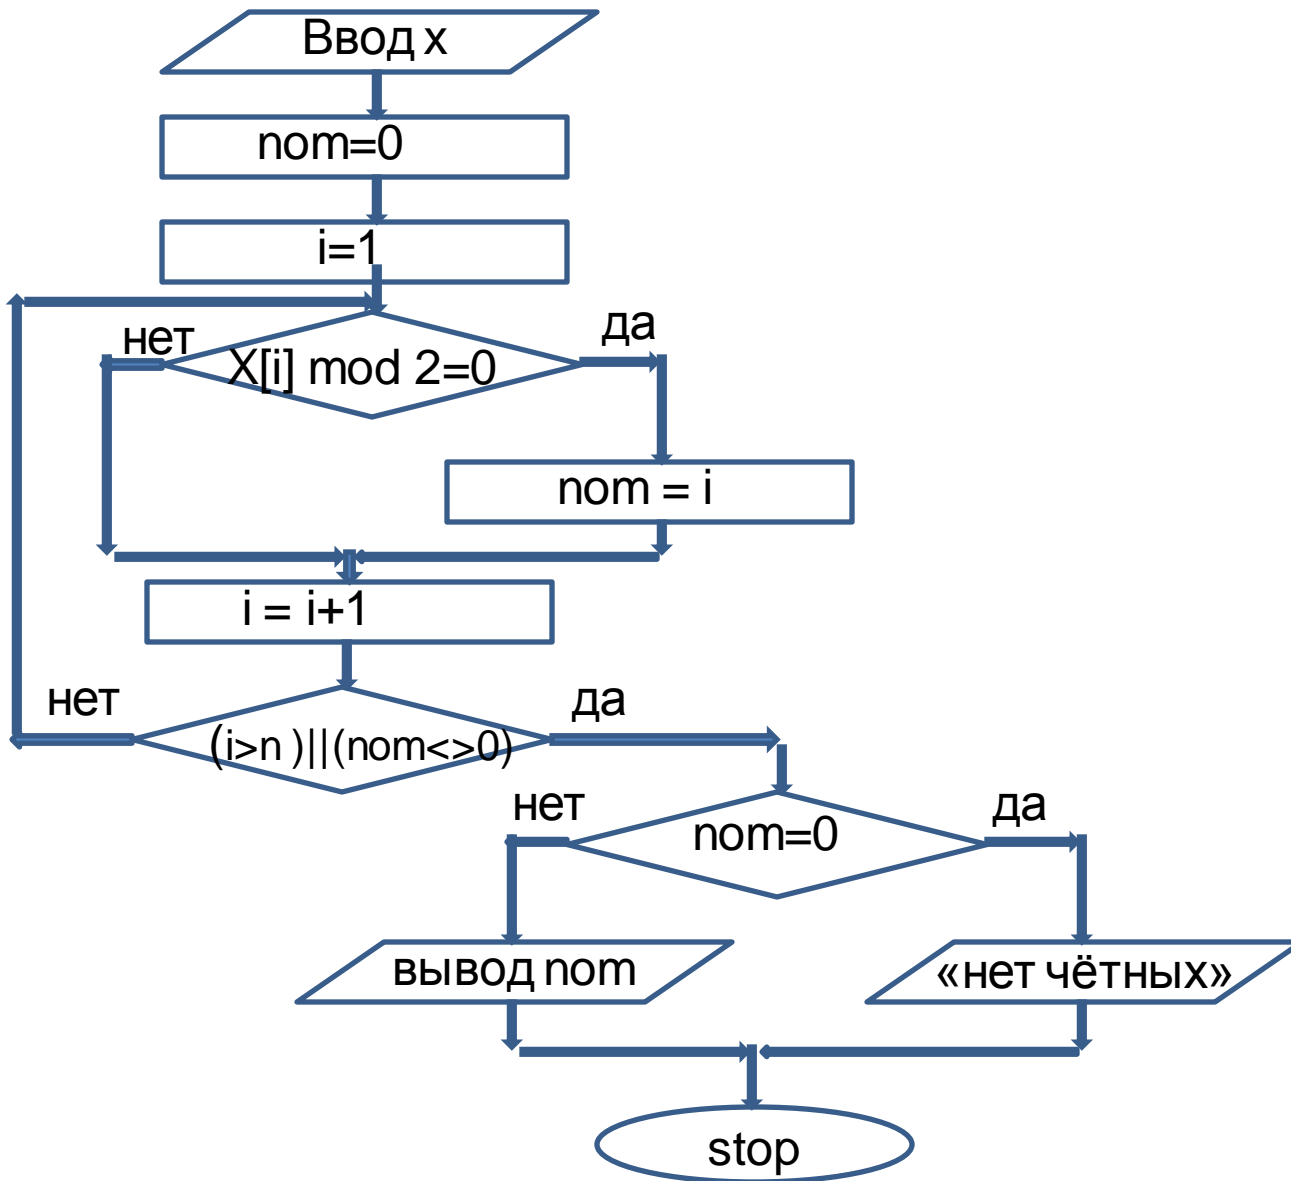 Ввод x
nom=0
i=1
нет
да
X[i] mod 2=0
nom = i
i = i+1
нет
да
(i>n )||(nom<>0)
нет
да
nom=0
вывод nom
«нет чётных»
stop